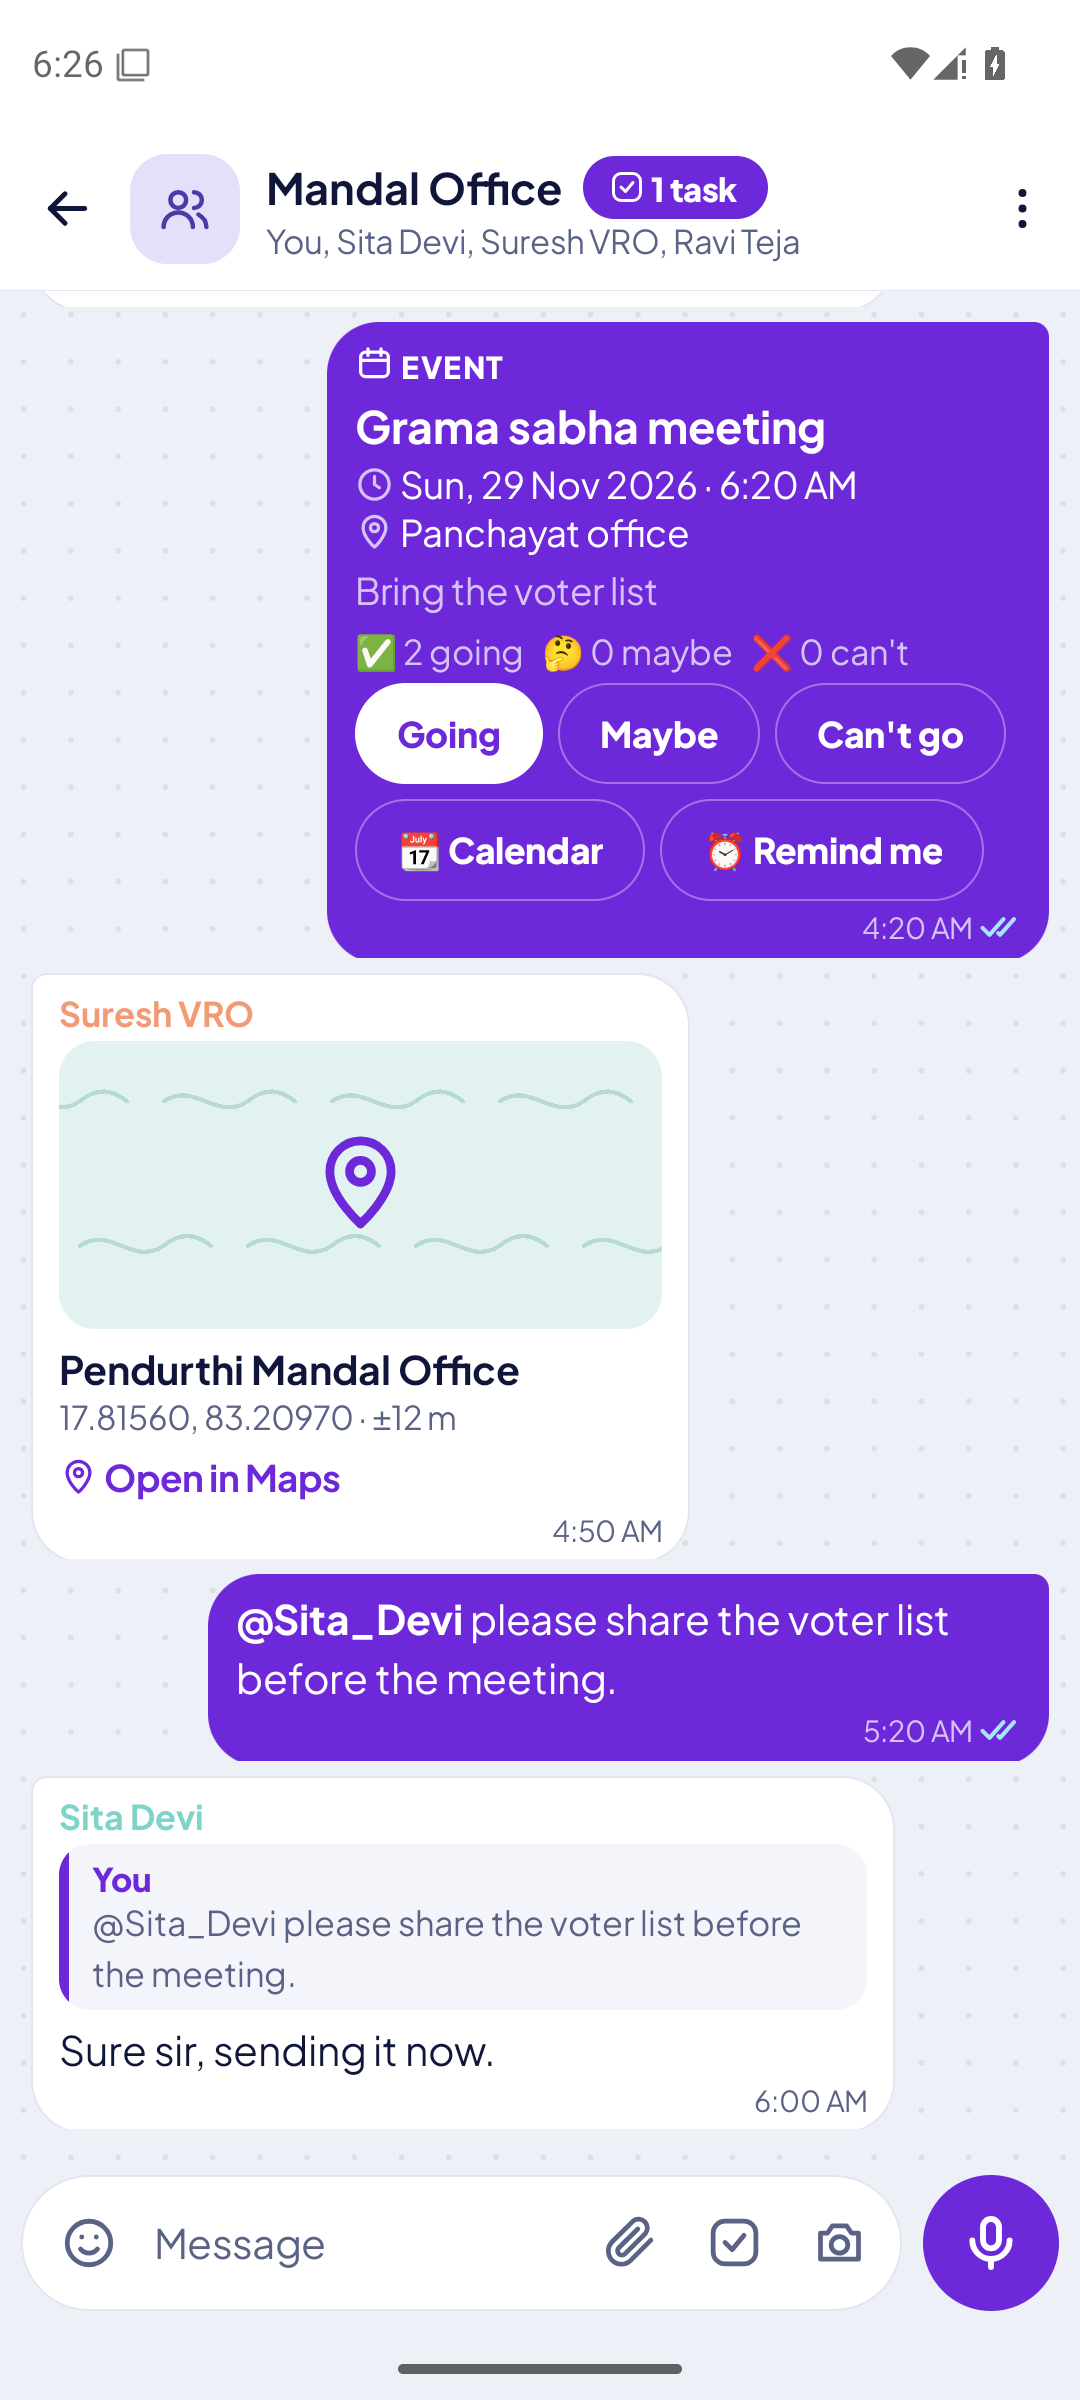 6:26
Mandal Office
1 task
You, Sita Devi, Suresh VRO, Ravi Teja
EVENT
Grama sabha meeting
Sun, 29 Nov 2026 · 6:20 AM
Panchayat office
Bring the voter list
✅ 2 going 🤔 0 maybe ❌ 0 can't
Going Maybe Can't go
📆 Calendar ⏰ Remind me
4:20 AM
Suresh VRO
Pendurthi Mandal Office
17.81560, 83.20970 · ±12 m
Open in Maps
4:50 AM
@Sita_Devi please share the voter list
before the meeting.
5:20 AM
Sita Devi
You
@Sita_Devi please share the voter list before
the meeting.
Sure sir, sending it now.
6:00 AM
Message